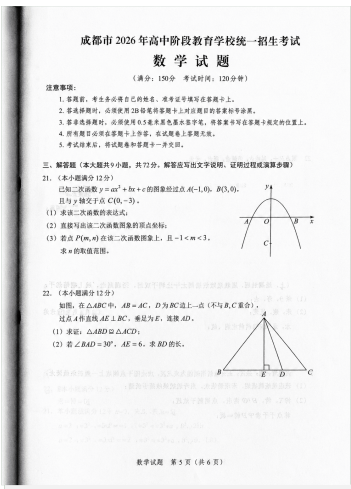 成都市 2026 年高中阶段教育学校统一招生考试
数 学 试 题
（满分：150分 考试时间：120分钟）
注意事项：
1. 答题前，考生务必将自己的姓名、准考证号填写在答题卡上。
2. 选择题时，必须使用2B铅笔将答题卡上对应题目的答案标号涂黑。
3. 答非选择题时，必须使用0.5毫米黑色墨水签字笔，将答案书写在答题卡规定的位置上。
4. 所有题目必须在答题卡上作答，在试题卷上答题无效。
5. 考试结束后，将试题卷和答题卡一并交回。
三、解答题（本大题共9小题，共72分，解答应写出文字说明、证明过程或演算步骤）
21. （本小题满分12分）
已知二次函数 y = ax² + bx + c 的图象经过点 A(-1,0)，B(3,0)，
且与 y 轴交于点 C(0,-3)。
（1）求该二次函数的表达式；
（2）直接写出该二次函数图象的顶点坐标；
（3）若点 P(m,n) 在该二次函数图象上，且 -1 < m < 3，
求 n 的取值范围。
y
A O B x
C
22. （本小题满分12分）
如图，在 △ABC 中，AB = AC，D 为 BC 边上一点（不与 B,C 重合），
过点 A 作直线 AE ⊥ BC，垂足为 E，连接 AD。
（1）求证：△ABD ≌ △ACD；
（2）若 ∠BAD = 30°，AE = 6，求 BD 的长。
A
B E D C
数学试题 第 5 页（共 6 页）